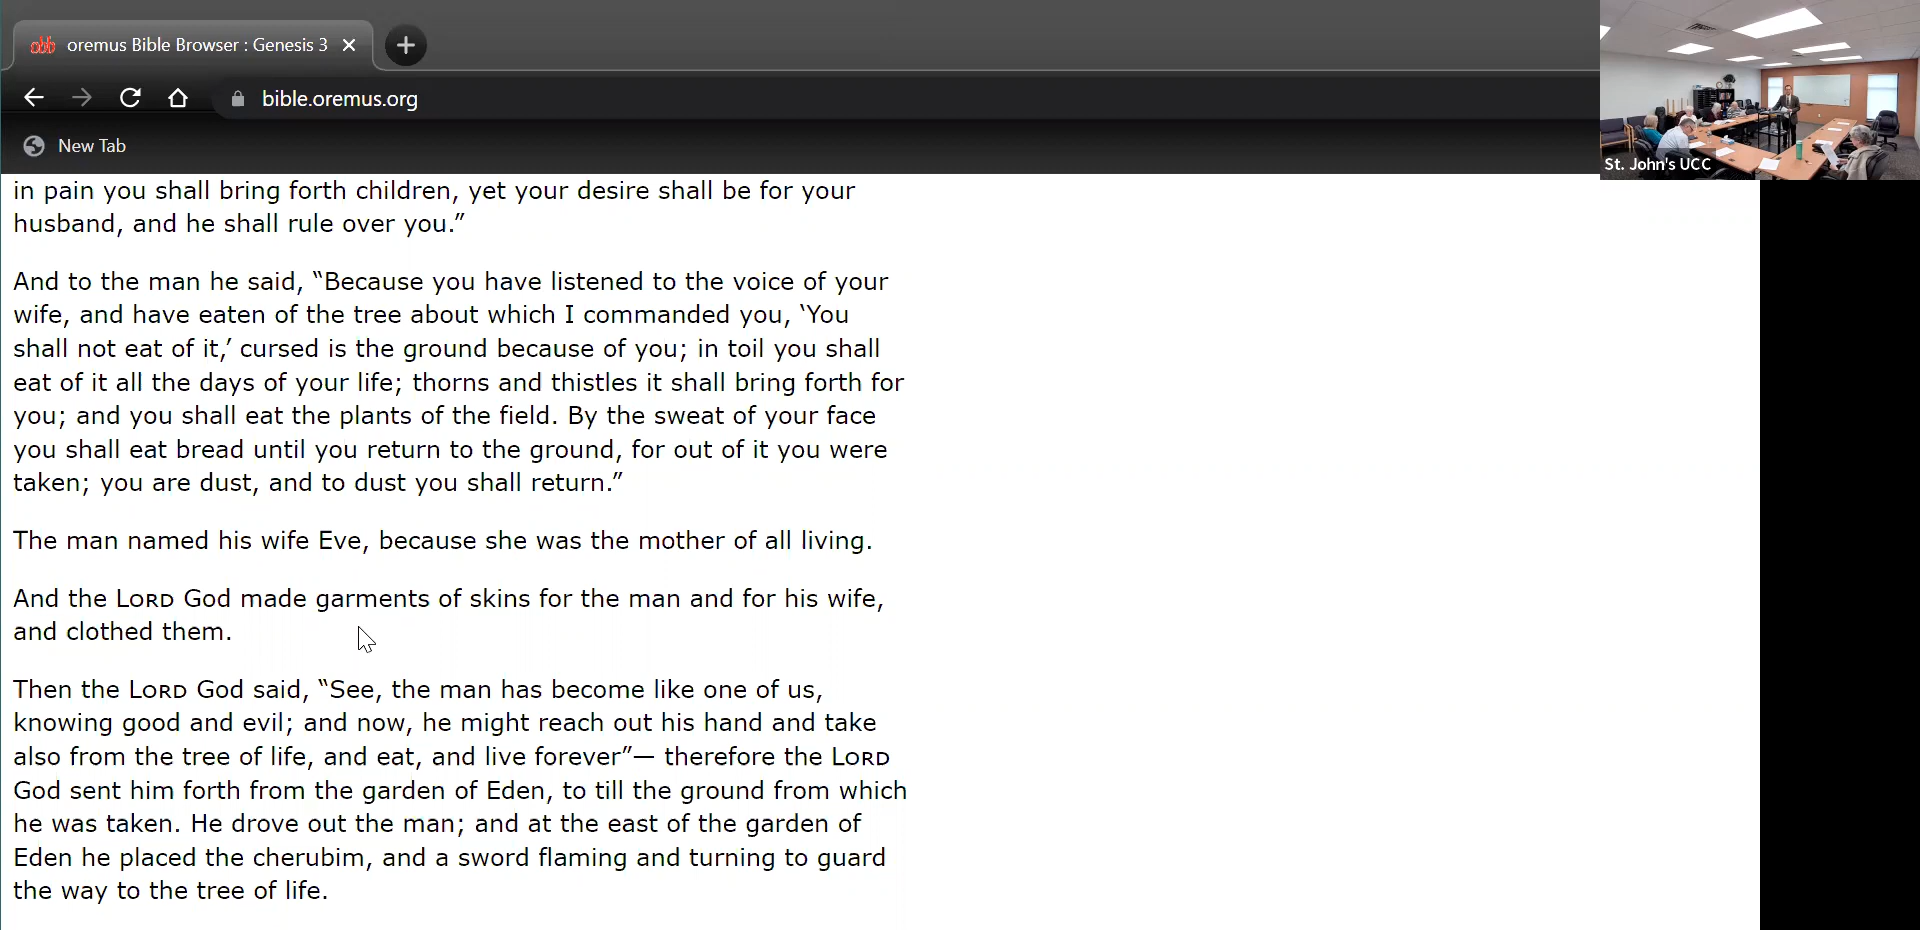 oremus Bible Browser : Genesis 3
bible.oremus.org
New Tab
St. John's UCC
in pain you shall bring forth children, yet your desire shall be for your
husband, and he shall rule over you.”
And to the man he said, “Because you have listened to the voice of your
wife, and have eaten of the tree about which I commanded you, ‘You
shall not eat of it,’ cursed is the ground because of you; in toil you shall
eat of it all the days of your life; thorns and thistles it shall bring forth for
you; and you shall eat the plants of the field. By the sweat of your face
you shall eat bread until you return to the ground, for out of it you were
taken; you are dust, and to dust you shall return.”
The man named his wife Eve, because she was the mother of all living.
And the LORD God made garments of skins for the man and for his wife,
and clothed them.
Then the LORD God said, “See, the man has become like one of us,
knowing good and evil; and now, he might reach out his hand and take
also from the tree of life, and eat, and live forever”— therefore the LORD
God sent him forth from the garden of Eden, to till the ground from which
he was taken. He drove out the man; and at the east of the garden of
Eden he placed the cherubim, and a sword flaming and turning to guard
the way to the tree of life.